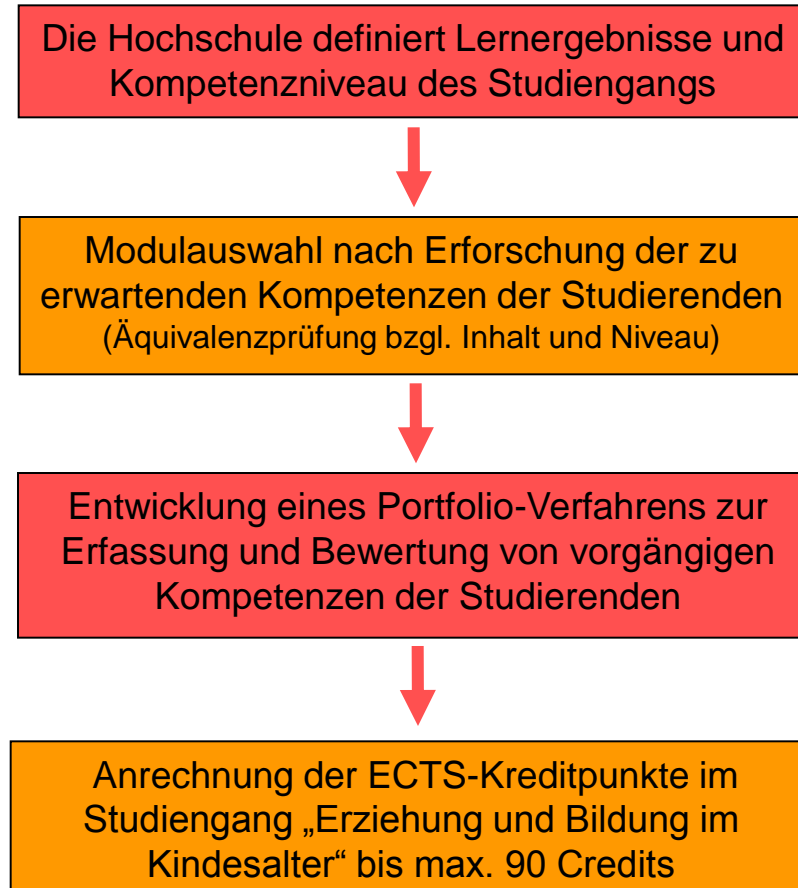 Die Hochschule definiert Lernergebnisse und
Kompetenzniveau des Studiengangs
Modulauswahl nach Erforschung der zu
erwartenden Kompetenzen der Studierenden
(Äquivalenzprüfung bzgl. Inhalt und Niveau)
Entwicklung eines Portfolio-Verfahrens zur
Erfassung und Bewertung von vorgängigen
Kompetenzen der Studierenden
Anrechnung der ECTS-Kreditpunkte im
Studiengang „Erziehung und Bildung im
Kindesalter“ bis max. 90 Credits